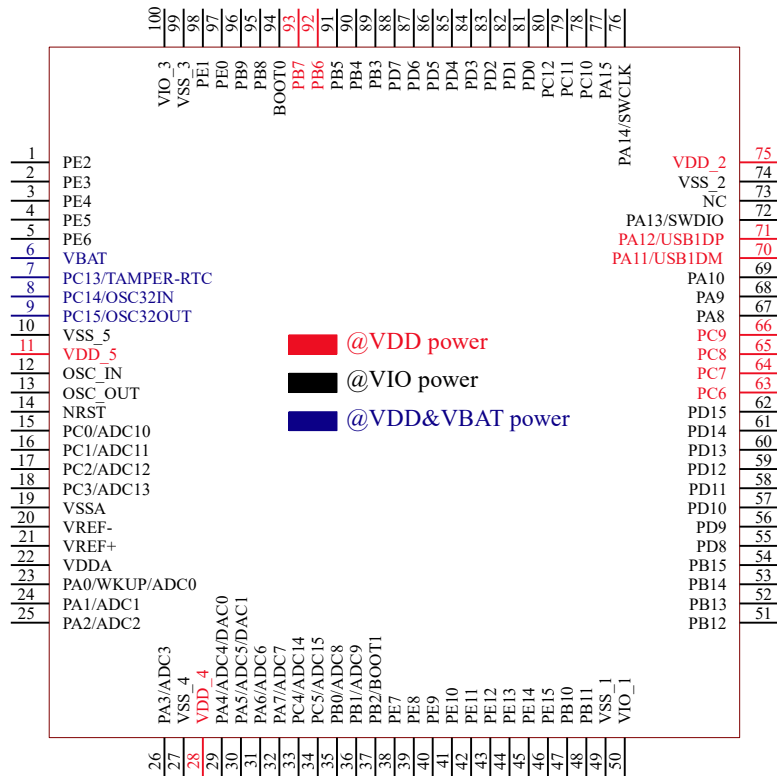 100 99 98 97 96 95 94 93 92 91 90 89 88 87 86 85 84 83 82 81 80 79 78 77 76
VIO_3 VSS_3 PE1 PE0 PB9 PB8 BOOT0 PB7 PB6 PB5 PB4 PB3 PD7 PD6 PD5 PD4 PD3 PD2 PD1 PD0 PC12 PC11 PC10 PA15 PA14/SWCLK
1 PE2
2 PE3
3 PE4
4 PE5
5 PE6
6 VBAT
7 PC13/TAMPER-RTC
8 PC14/OSC32IN
9 PC15/OSC32OUT
10 VSS_5
11 VDD_5
12 OSC_IN
13 OSC_OUT
14 NRST
15 PC0/ADC10
16 PC1/ADC11
17 PC2/ADC12
18 PC3/ADC13
19 VSSA
20 VREF-
21 VREF+
22 VDDA
23 PA0/WKUP/ADC0
24 PA1/ADC1
25 PA2/ADC2
@VDD power
@VIO power
@VDD&VBAT power
VDD_2 75
VSS_2 74
NC 73
PA13/SWDIO 72
PA12/USB1DP 71
PA11/USB1DM 70
PA10 69
PA9 68
PA8 67
PC9 66
PC8 65
PC7 64
PC6 63
PD15 62
PD14 61
PD13 60
PD12 59
PD11 58
PD10 57
PD9 56
PD8 55
PB15 54
PB14 53
PB13 52
PB12 51
PA3/ADC3 VSS_4 VDD_4 PA4/ADC4/DAC0 PA5/ADC5/DAC1 PA6/ADC6 PA7/ADC7 PC4/ADC14 PC5/ADC15 PB0/ADC8 PB1/ADC9 PB2/BOOT1 PE7 PE8 PE9 PE10 PE11 PE12 PE13 PE14 PE15 PB10 PB11 VSS_1 VIO_1
26 27 28 29 30 31 32 33 34 35 36 37 38 39 40 41 42 43 44 45 46 47 48 49 50